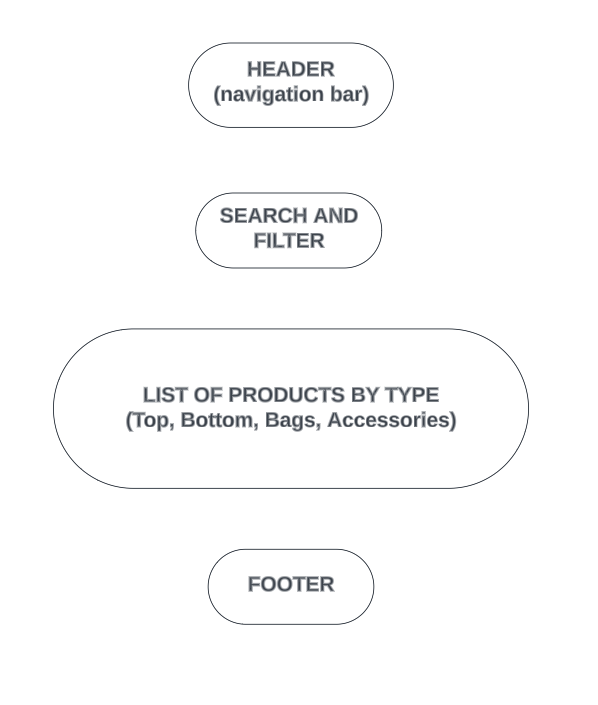 HEADER
(navigation bar)
SEARCH AND
FILTER
LIST OF PRODUCTS BY TYPE
(Top, Bottom, Bags, Accessories)
FOOTER